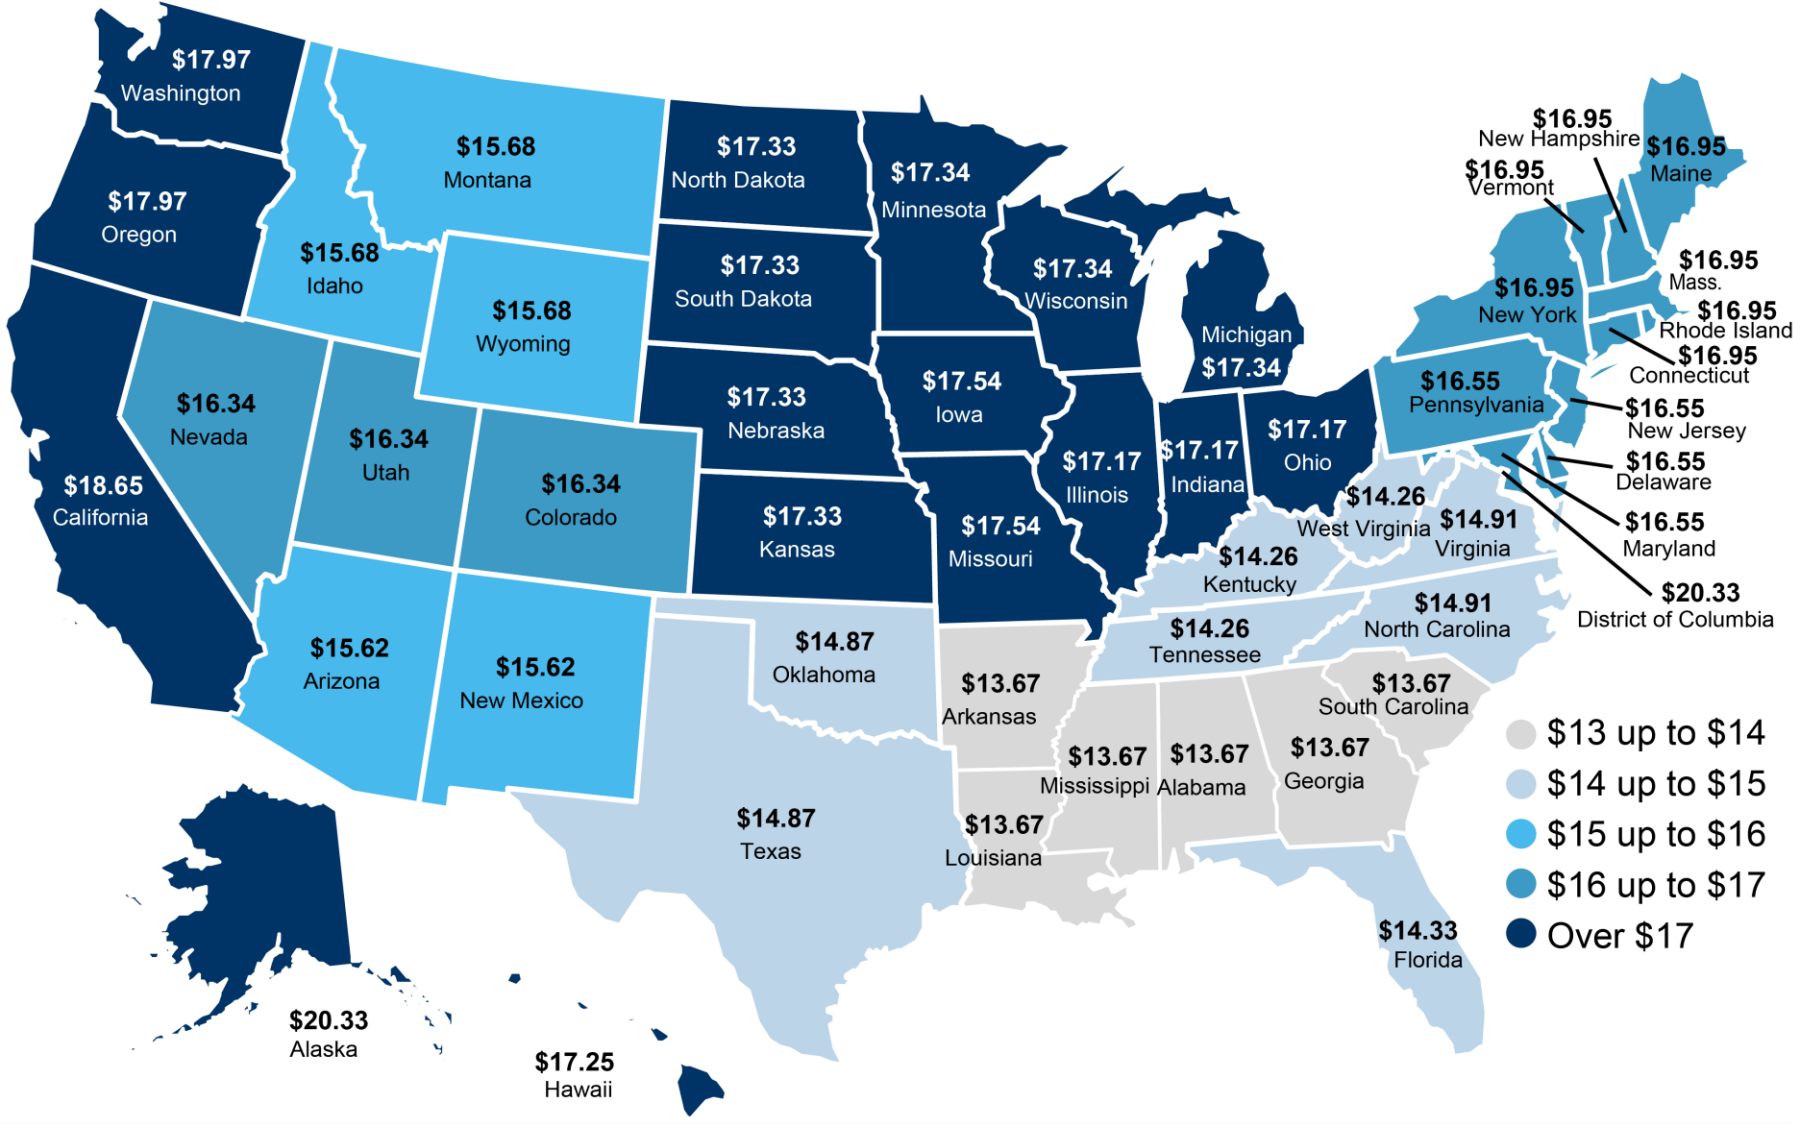 $17.97
Washington
$17.97
Oregon
$18.65
California
$16.34
Nevada
$15.68
Idaho
$15.68
Montana
$15.68
Wyoming
$16.34
Utah
$16.34
Colorado
$15.62
Arizona
$15.62
New Mexico
$17.33
North Dakota
$17.33
South Dakota
$17.33
Nebraska
$17.33
Kansas
$14.87
Oklahoma
$14.87
Texas
$17.34
Minnesota
$17.54
Iowa
$17.54
Missouri
$13.67
Arkansas
$13.67
Louisiana
$17.34
Wisconsin
$17.17
Illinois
Michigan
$17.34
$17.17
Indiana
$17.17
Ohio
$14.26
Kentucky
$14.26
Tennessee
$13.67
Mississippi
$13.67
Alabama
$13.67
Georgia
$14.33
Florida
$13.67
South Carolina
$14.91
North Carolina
$14.91
Virginia
$14.26
West Virginia
$16.55
Pennsylvania
$16.95
New York
$16.95
Vermont
$16.95
New Hampshire
$16.95
Maine
$16.95
Mass.
$16.95
Rhode Island
$16.95
Connecticut
$16.55
New Jersey
$16.55
Delaware
$16.55
Maryland
$20.33
District of Columbia
$20.33
Alaska
$17.25
Hawaii
$13 up to $14
$14 up to $15
$15 up to $16
$16 up to $17
Over $17